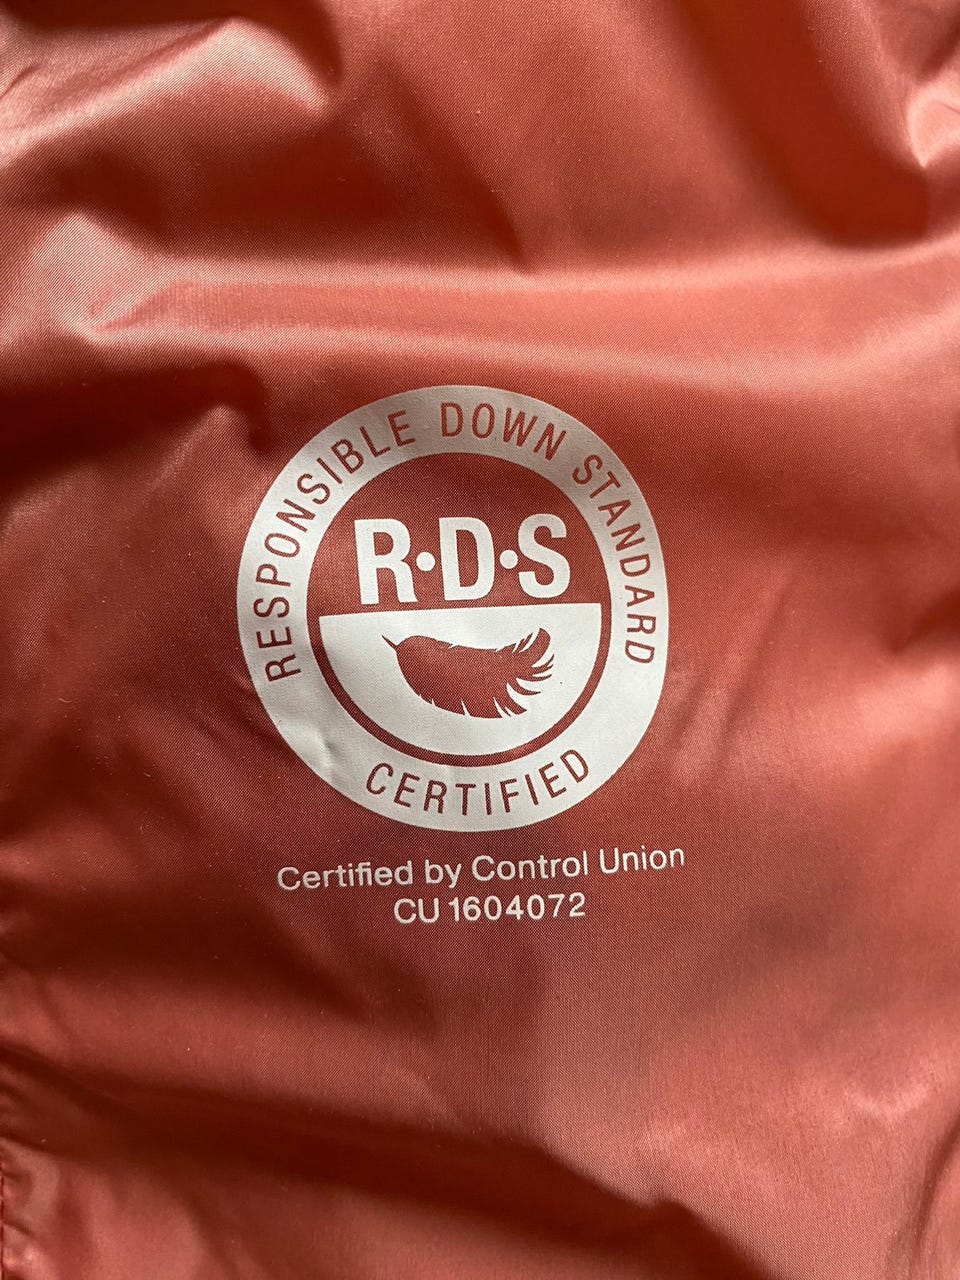 RESPONSIBLE DOWN STANDARD
R·D·S
CERTIFIED
Certified by Control Union
CU 1604072